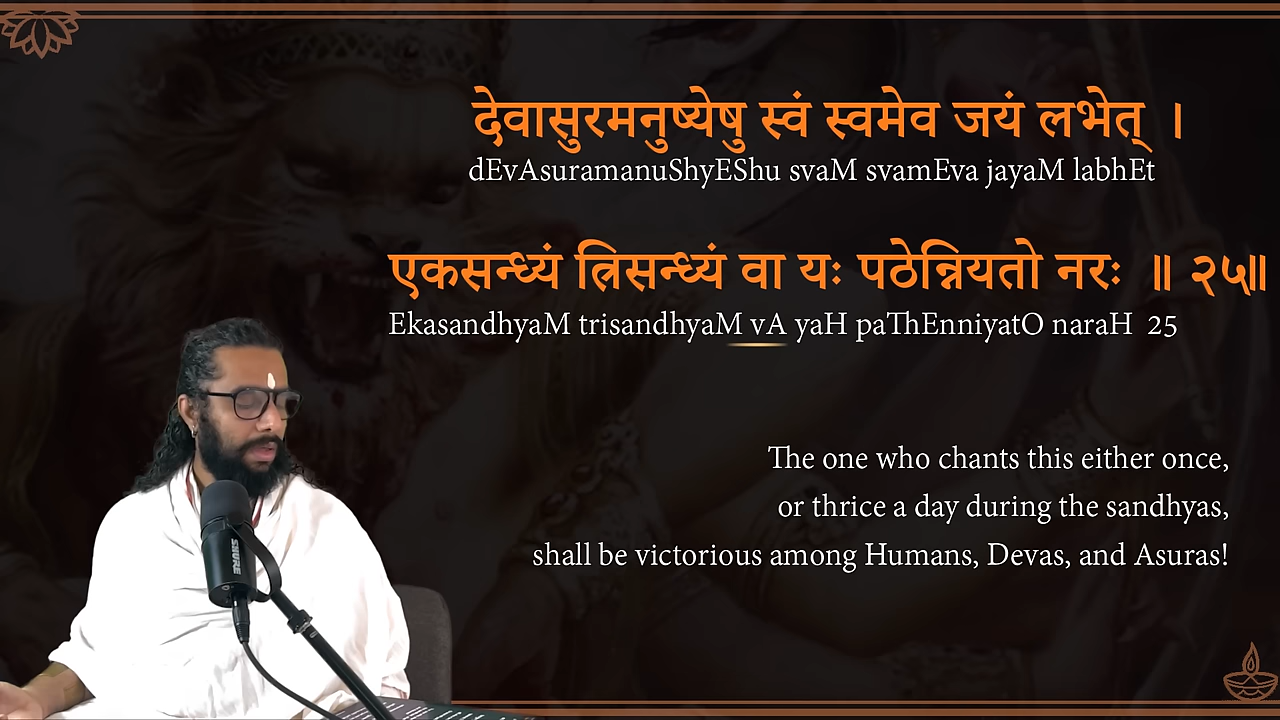 देवासुरमनुष्येषु स्वं स्वमेव जयं लभेत् ।
dEvAsuramanuShyEShu svaM svamEva jayaM labhEt
एकसन्ध्यं त्रिसन्ध्यं वा यः पठेन्नियतो नरः ॥ २५॥
EkasandhyaM trisandhyaM vA yaH paThEnniyatO naraH 25
The one who chants this either once,
or thrice a day during the sandhyas,
shall be victorious among Humans, Devas, and Asuras!
SHURE